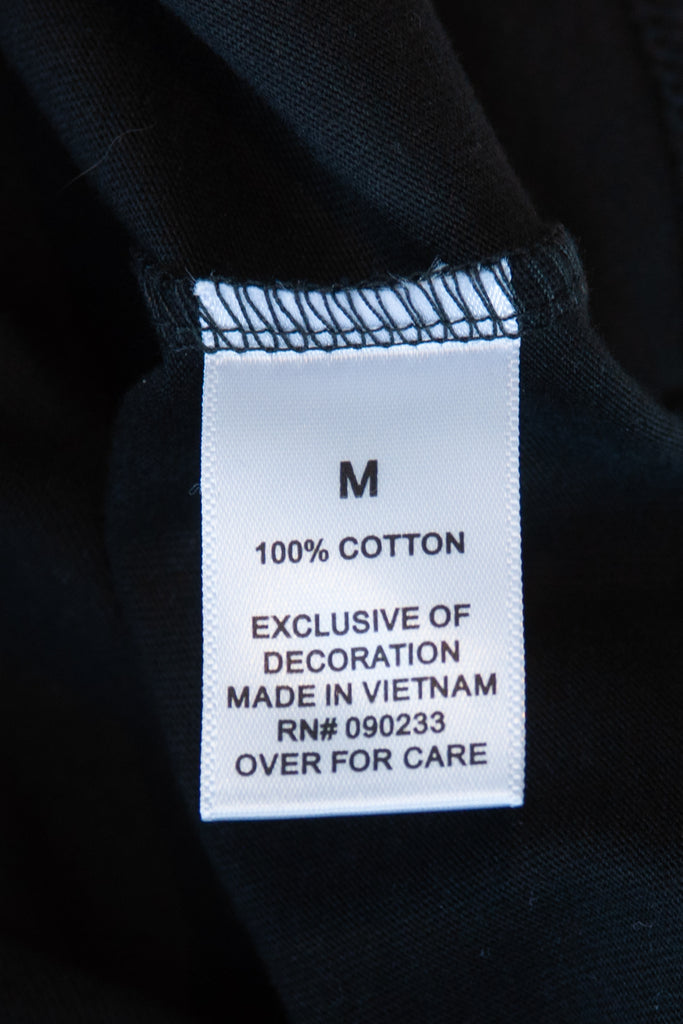 M
100% COTTON
EXCLUSIVE OF
DECORATION
MADE IN VIETNAM
RN# 090233
OVER FOR CARE